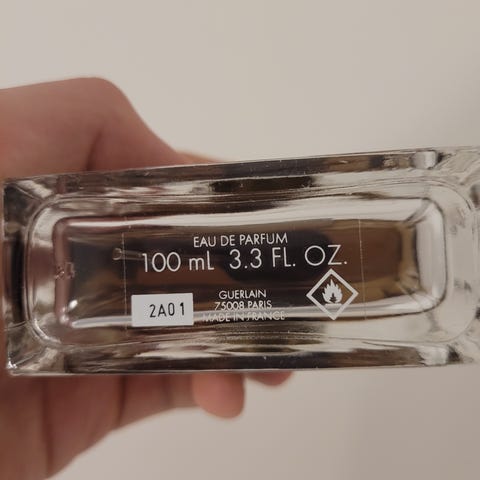 EAU DE PARFUM
100 mL 3.3 FL. OZ.
2A01
GUERLAIN
75008 PARIS
MADE IN FRANCE